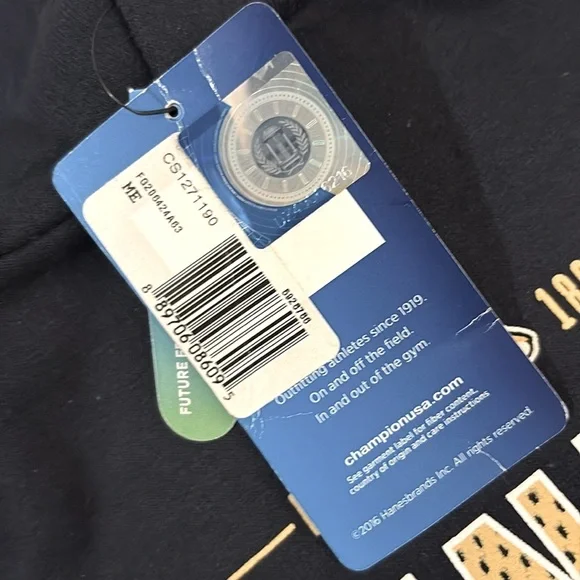 CS1271190
FG200424A63
ME
6928788
8 89706 08609 5
FUTURE
Outfitting athletes since 1919.
On and off the field.
In and out of the gym.
championusa.com
See garment label for fiber content,
country of origin and care instructions
©2016 Hanesbrands Inc. All rights reserved.